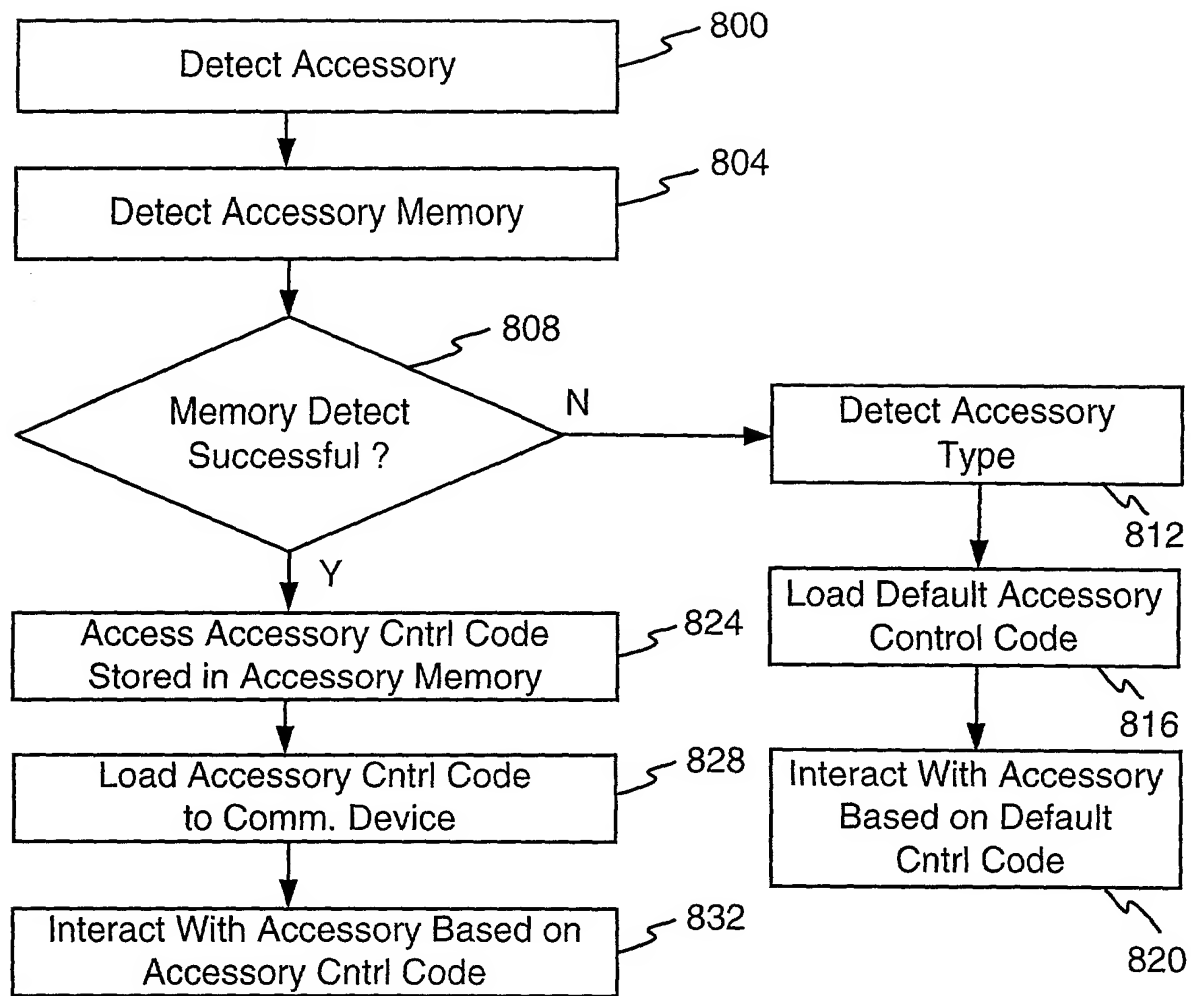 Detect Accessory
800
Detect Accessory Memory
804
808
Memory Detect
Successful ?
N
Y
Detect Accessory
Type
812
Load Default Accessory
Control Code
816
Interact With Accessory
Based on Default
Cntrl Code
820
Access Accessory Cntrl Code
Stored in Accessory Memory
824
Load Accessory Cntrl Code
to Comm. Device
828
Interact With Accessory Based on
Accessory Cntrl Code
832